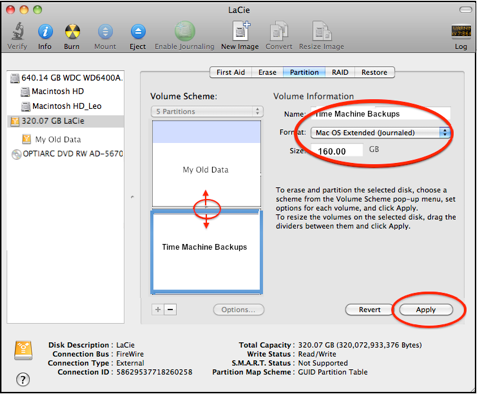 LaCie
Verify Info Burn Mount Eject Enable Journaling New Image Convert Resize Image Log
First Aid Erase Partition RAID Restore
640.14 GB WDC WD6400A..
Macintosh HD
Macintosh HD_Leo
320.07 GB LaCie
My Old Data
OPTIARC DVD RW AD-5670
Volume Scheme:
5 Partitions
My Old Data
Time Machine Backups
+ − Options...
Volume Information
Name: Time Machine Backups
Format: Mac OS Extended (Journaled)
Size: 160.00 GB
To erase and partition the selected disk, choose a
scheme from the Volume Scheme pop-up menu, set
options for each volume, and click Apply.
To resize the volumes on the selected disk, drag the
dividers between them and click Apply.
Revert Apply
Disk Description : LaCie
Connection Bus : FireWire
Connection Type : External
Connection ID : 58629537718260258
Total Capacity : 320.07 GB (320,072,933,376 Bytes)
Write Status : Read/Write
S.M.A.R.T. Status : Not Supported
Partition Map Scheme : GUID Partition Table
?